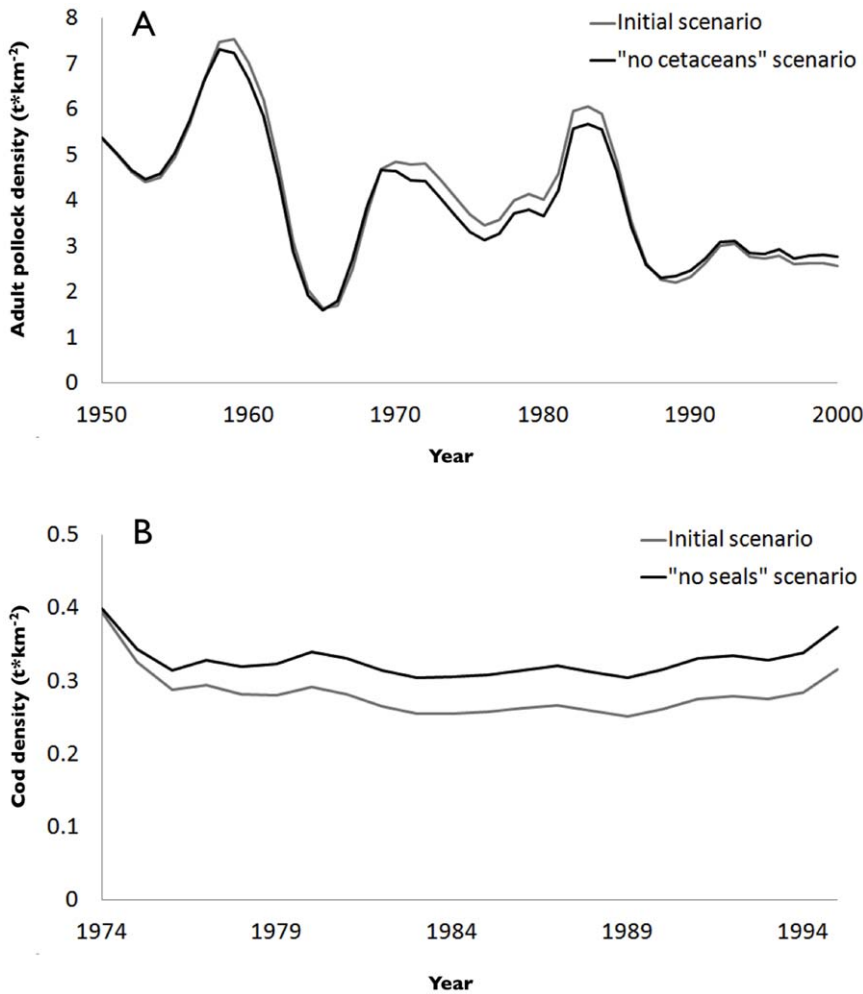 A
Initial scenario
"no cetaceans" scenario
Adult pollock density (t*km⁻²)
8
7
6
5
4
3
2
1
0
1950 1960 1970 1980 1990 2000
Year
B
Initial scenario
"no seals" scenario
Cod density (t*km⁻²)
0.5
0.4
0.3
0.2
0.1
0
1974 1979 1984 1989 1994
Year